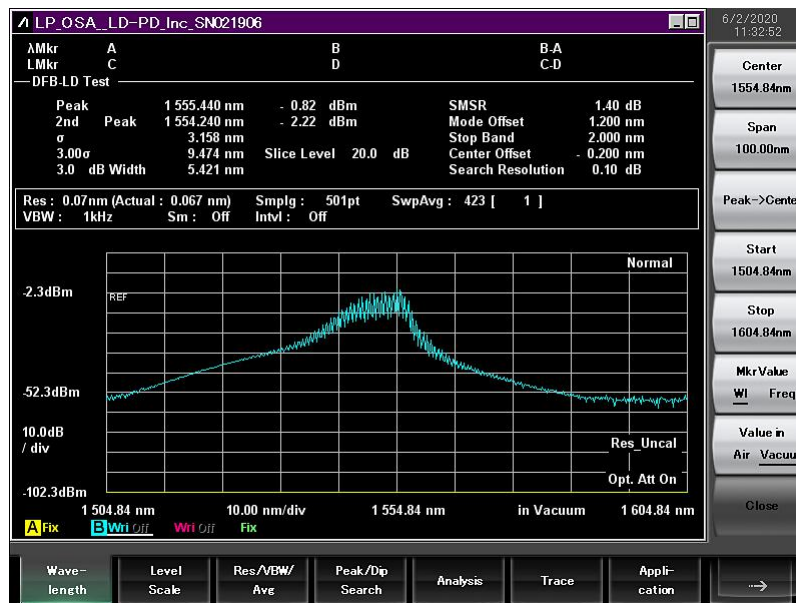 LP_OSA__LD-PD_Inc_SN021906
6/2/2020
11:32:52
λMkr A B B-A
LMkr C D C-D
DFB-LD Test
Peak 1 555.440 nm - 0.82 dBm SMSR 1.40 dB
2nd Peak 1 554.240 nm - 2.22 dBm Mode Offset 1.200 nm
σ 3.158 nm Stop Band 2.000 nm
3.00σ 9.474 nm Slice Level 20.0 dB Center Offset - 0.200 nm
3.0 dB Width 5.421 nm Search Resolution 0.10 dB
Res : 0.07nm (Actual : 0.067 nm) Smplg : 501pt SwpAvg : 423 [ 1 ]
VBW : 1kHz Sm : Off Intvl : Off
Normal
-2.3dBm
REF
-52.3dBm
10.0dB
/ div
Res_Uncal
Opt. Att On
-102.3dBm
1 504.84 nm 10.00 nm/div 1 554.84 nm in Vacuum 1 604.84 nm
A Fix B Wri Off Wri Off Fix
Center
1554.84nm
Span
100.00nm
Peak->Cente
Start
1504.84nm
Stop
1604.84nm
MkrValue
Wl Freq
Value in
Air Vacuu
Close
Wave-
length
Level
Scale
Res/VBW/
Avg
Peak/Dip
Search
Analysis
Trace
Appli-
cation